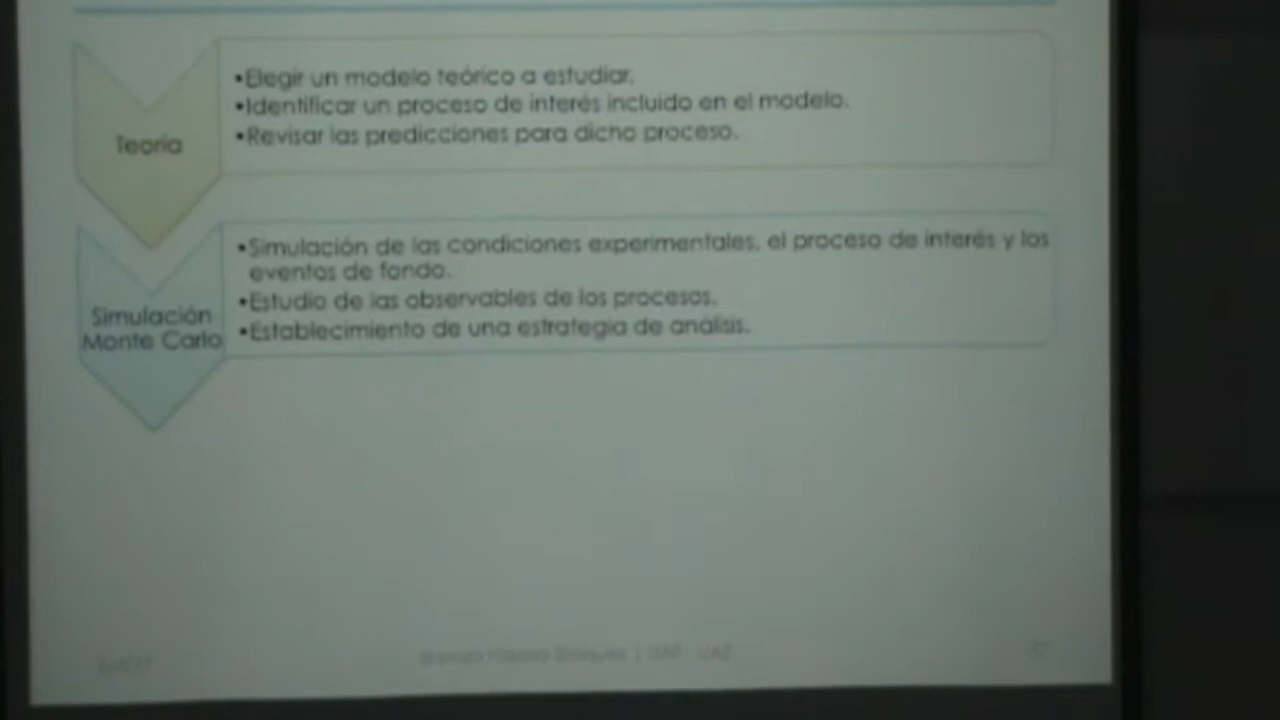 Teoría
•Elegir un modelo teórico a estudiar.
•Identificar un proceso de interés incluido en el modelo.
•Revisar las predicciones para dicho proceso.
Simulación
Monte Carlo
•Simulación de las condiciones experimentales, el proceso de interés y los
eventos de fondo.
•Estudio de las observables de los procesos.
•Establecimiento de una estrategia de análisis.
UAZ